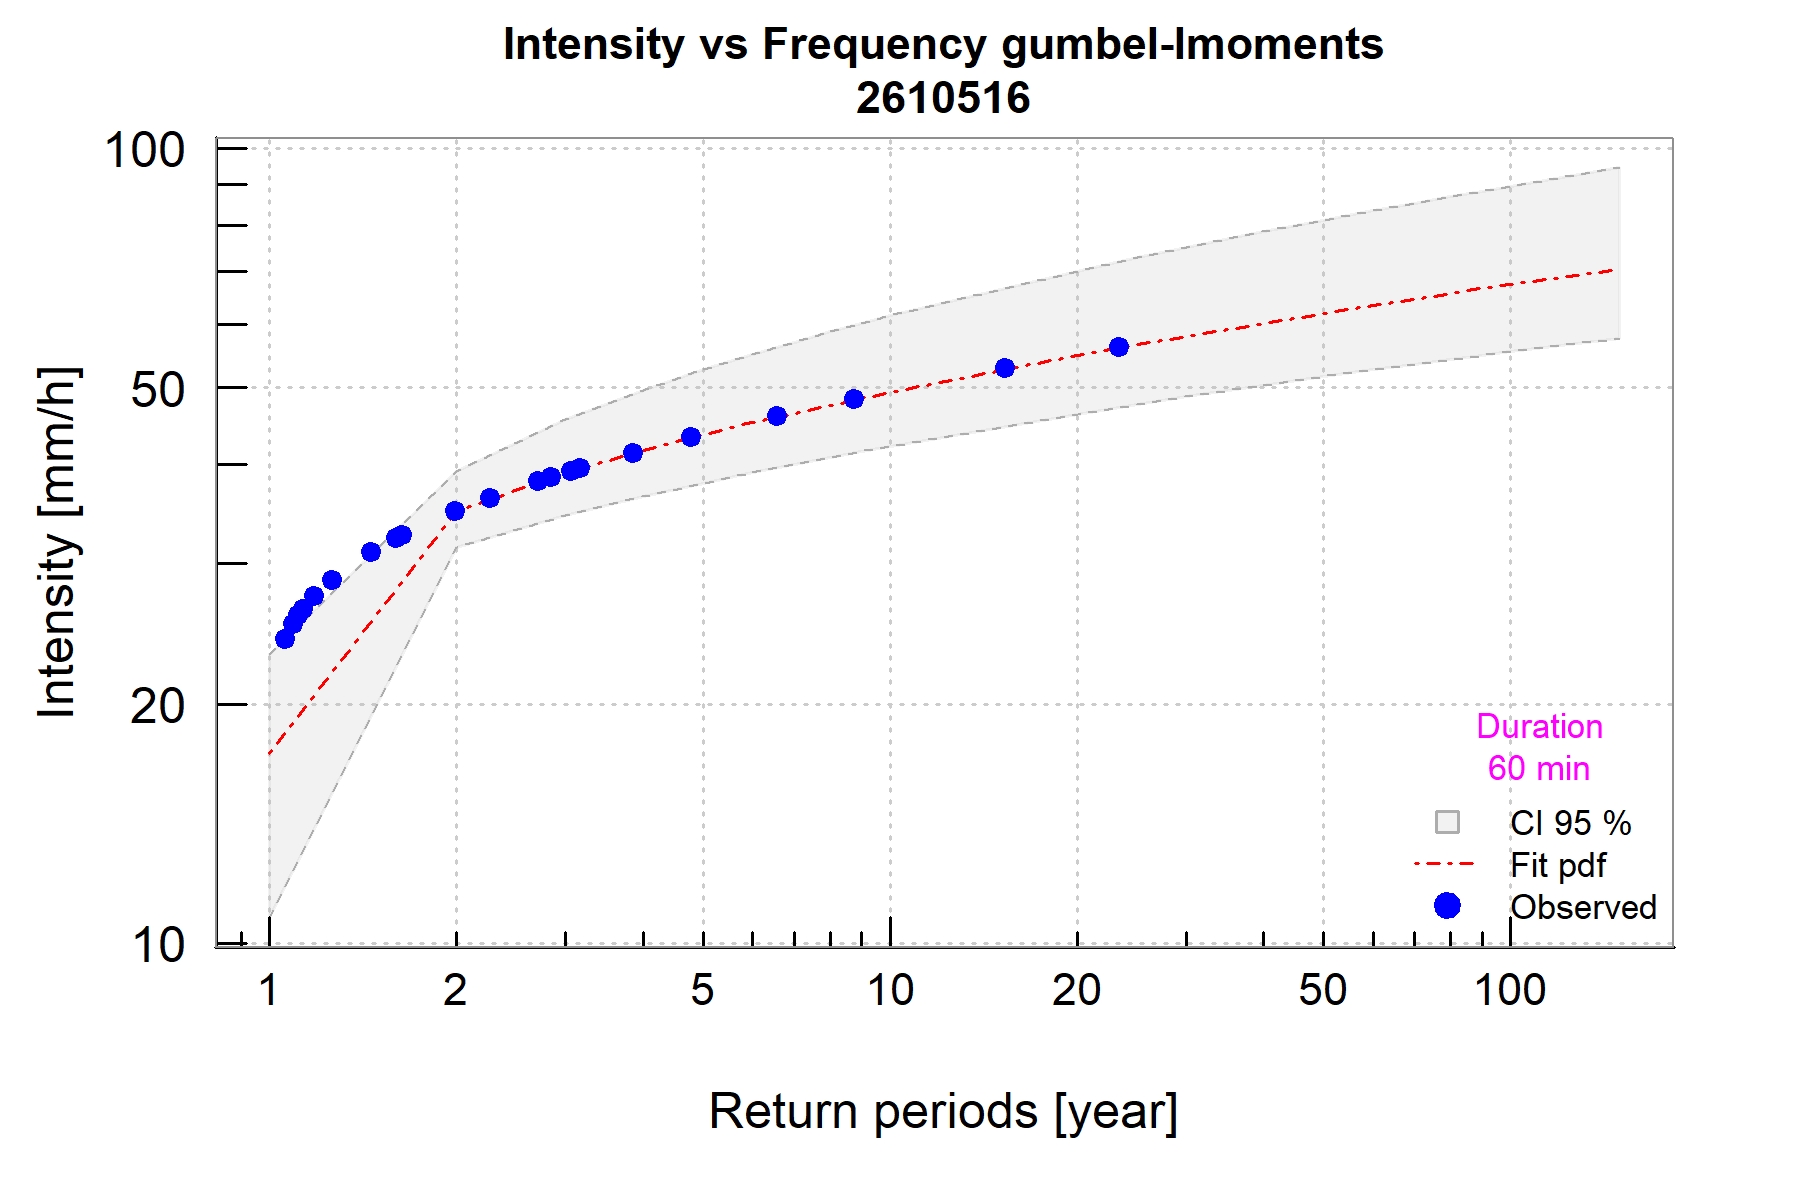 Intensity vs Frequency gumbel-lmoments
2610516
100
50
20
10
Intensity [mm/h]
1 2 5 10 20 50 100
Return periods [year]
Duration
60 min
CI 95 %
Fit pdf
Observed